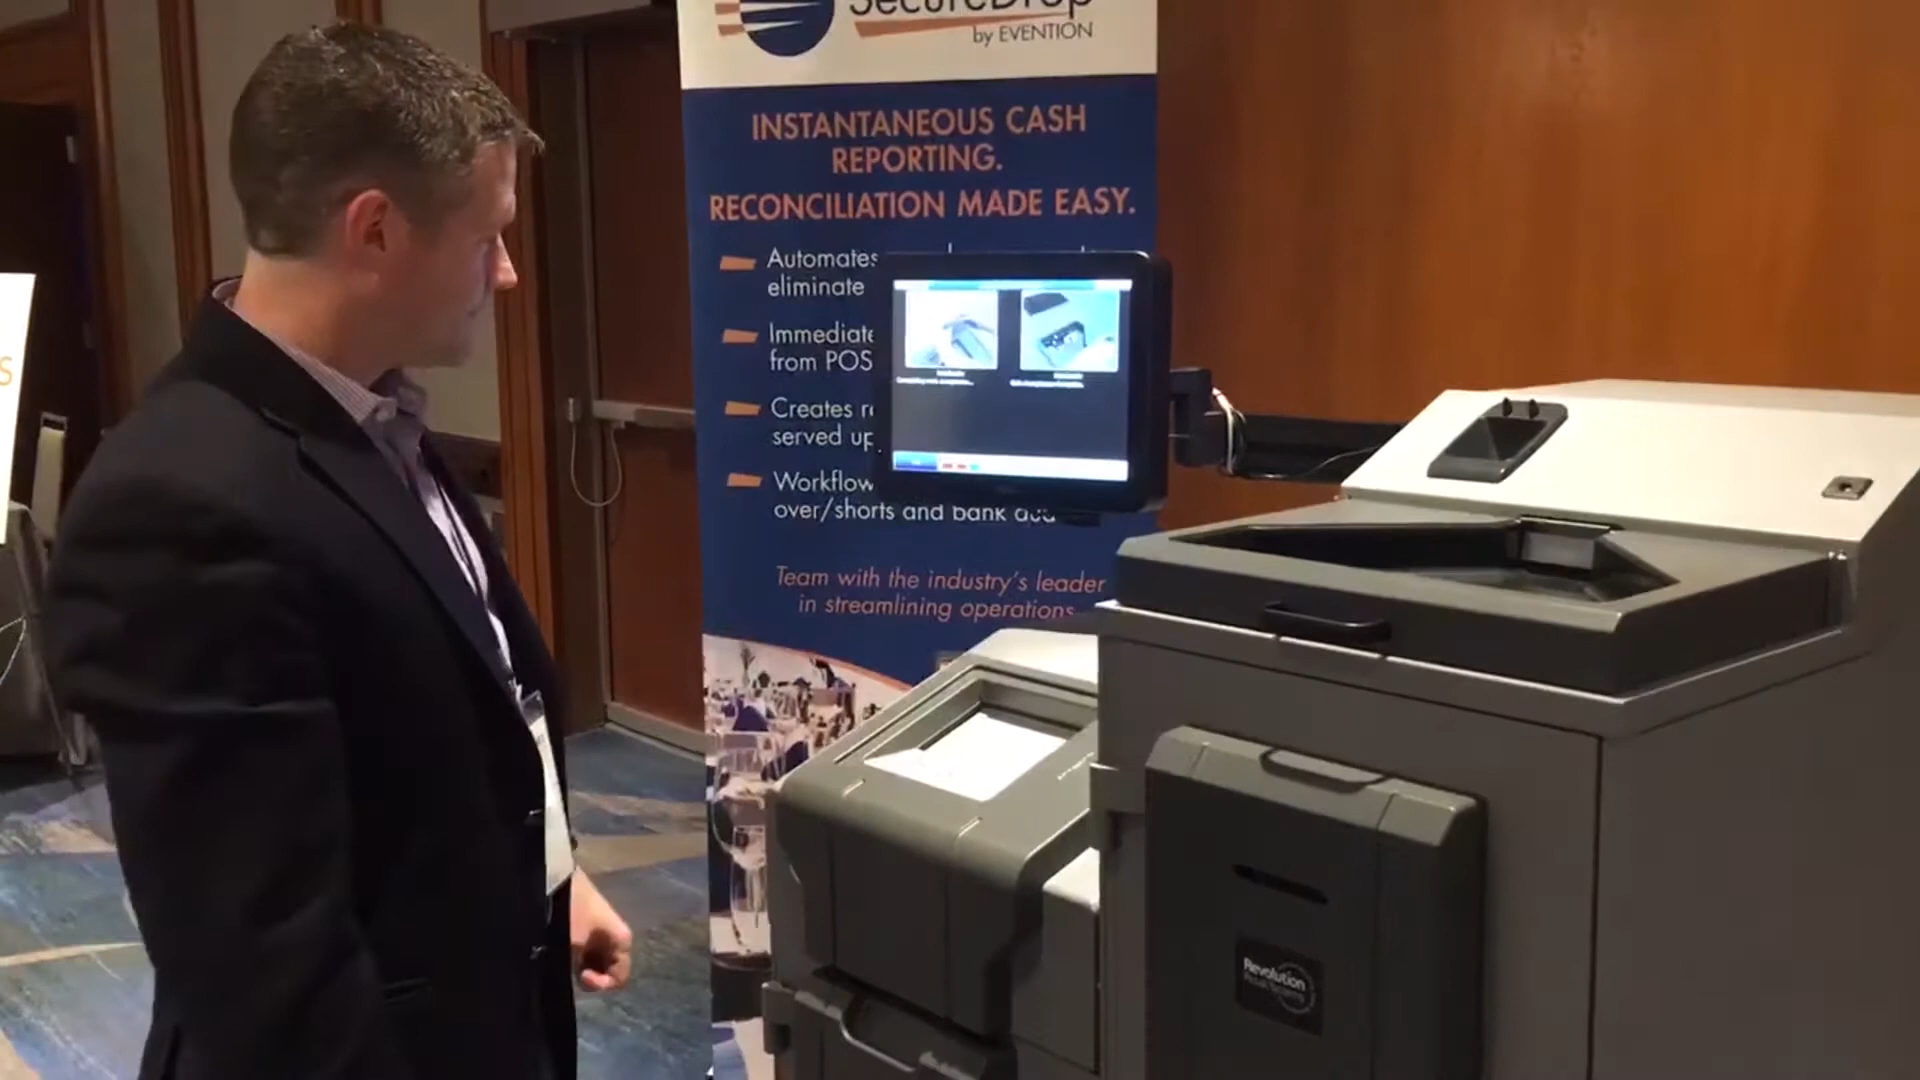 SecureDrop
by EVENTION
INSTANTANEOUS CASH
REPORTING.
RECONCILIATION MADE EASY.
Automates
eliminate
Immediate
from POS
Creates
served up
Workflow
over/shorts and bank
Team with the industry's leader
in streamlining operations
S
Revolution